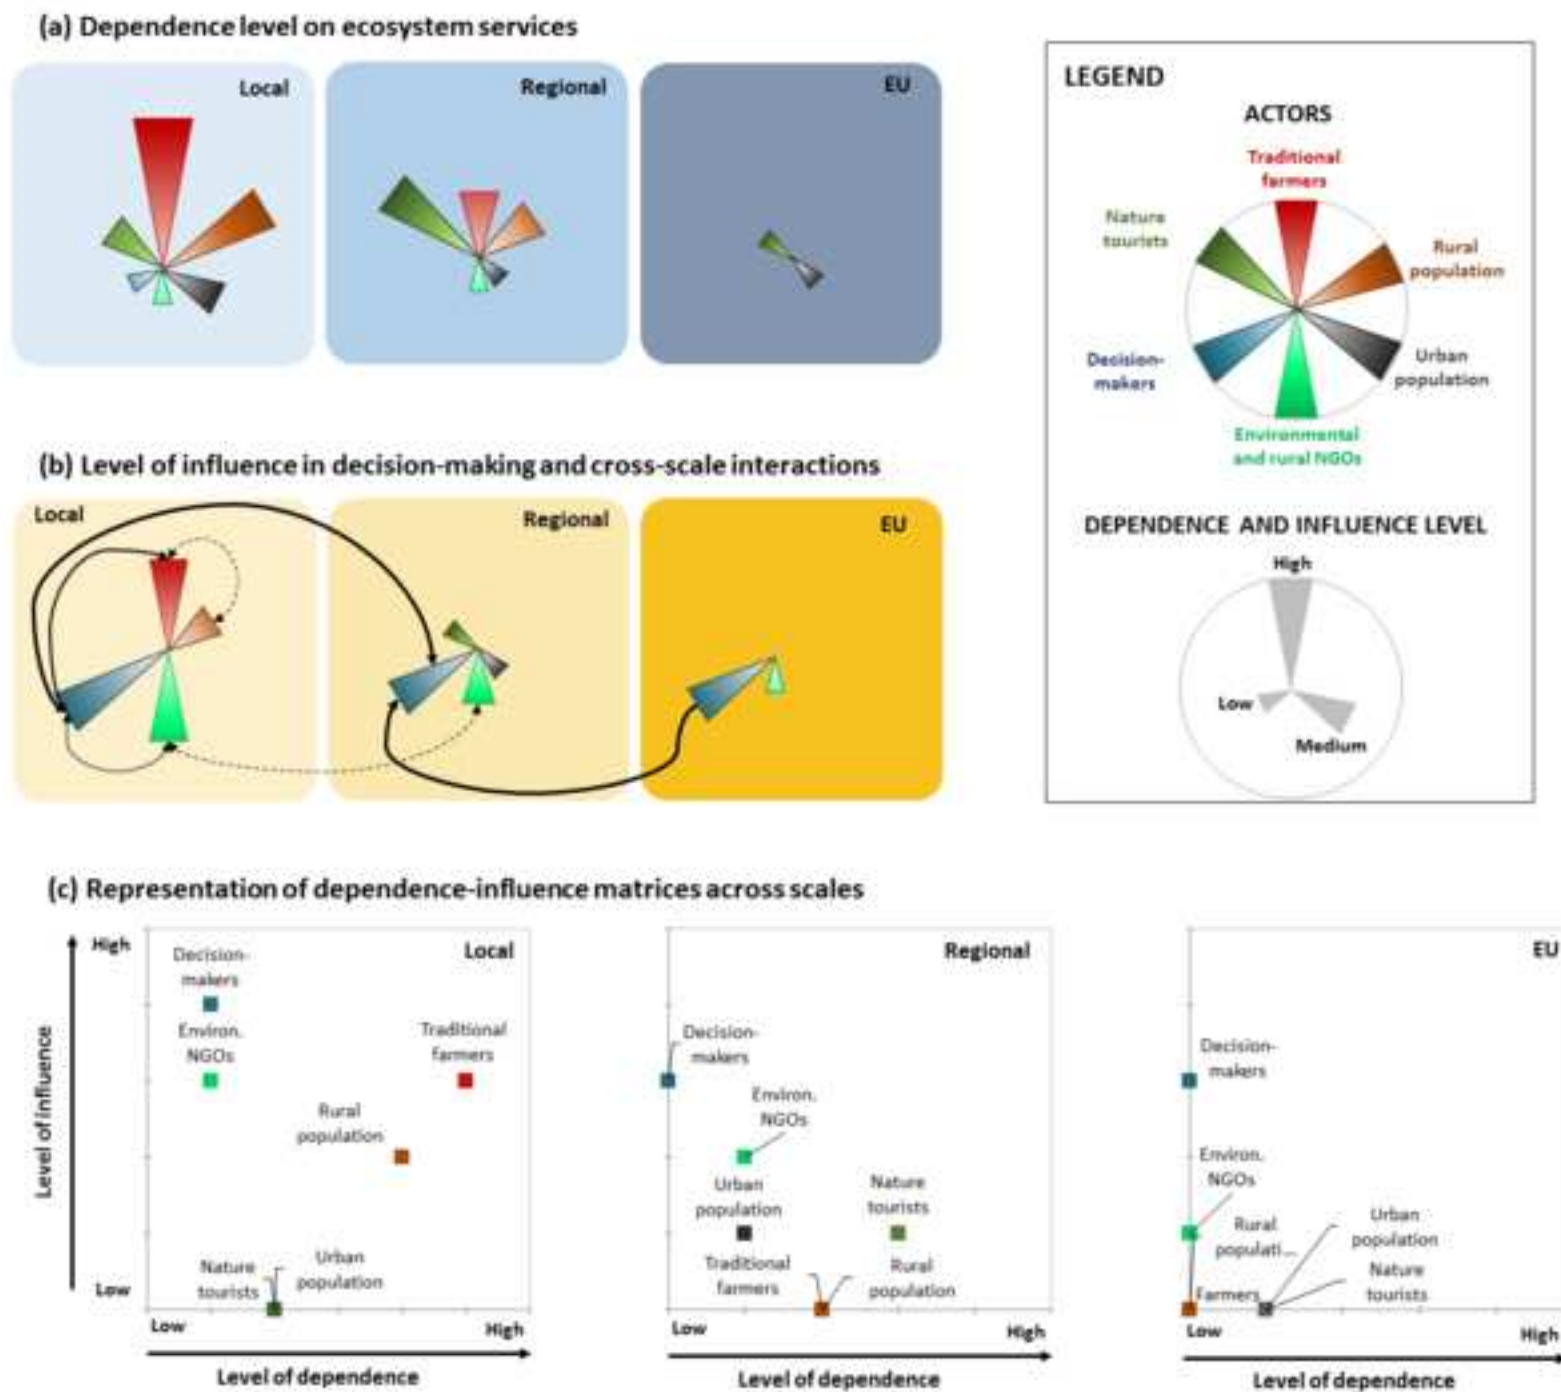 (a) Dependence level on ecosystem services
Local
Regional
EU
LEGEND
ACTORS
Traditional
farmers
Nature
tourists
Rural
population
Decision-
makers
Urban
population
Environmental
and rural NGOs
(b) Level of influence in decision-making and cross-scale interactions
Local
Regional
EU
DEPENDENCE AND INFLUENCE LEVEL
High
Low
Medium
(c) Representation of dependence-influence matrices across scales
Level of influence
High
Low
Local
Decision-
makers
Environ.
NGOs
Traditional
farmers
Rural
population
Nature
tourists
Urban
population
Low
High
Level of dependence
Regional
Decision-
makers
Environ.
NGOs
Urban
population
Nature
tourists
Traditional
farmers
Rural
population
Low
High
Level of dependence
EU
Decision-
makers
Environ.
NGOs
Rural
populati...
Urban
population
Farmers
Nature
tourists
Low
High
Level of dependence